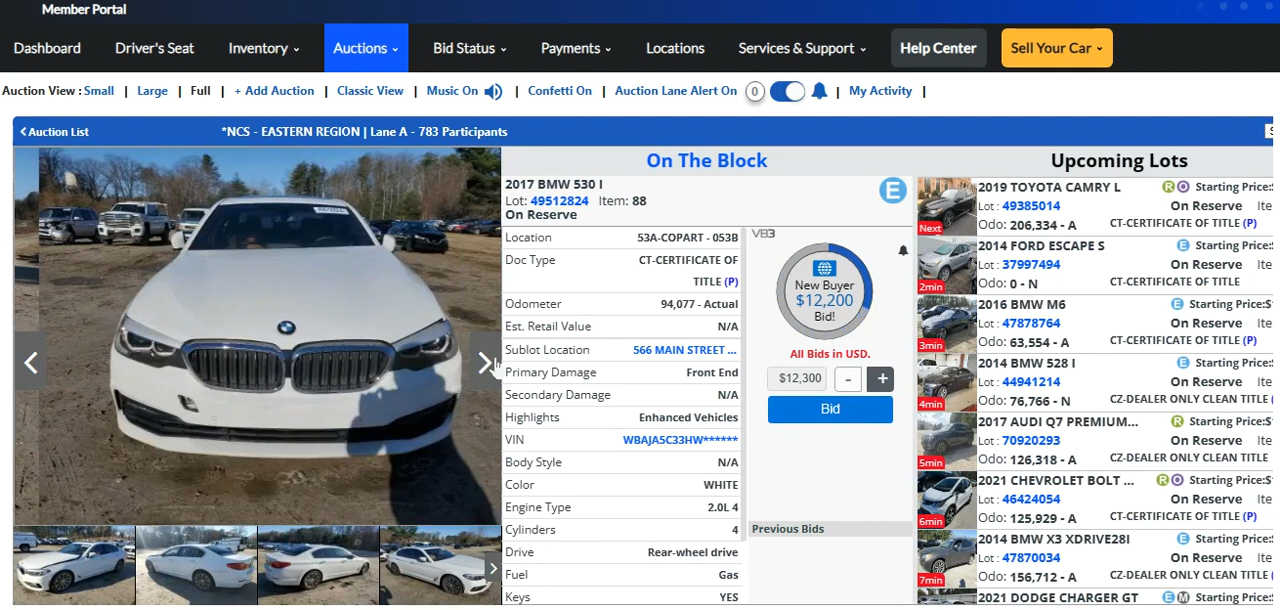 Member Portal
Dashboard Driver's Seat Inventory Auctions Bid Status Payments Locations Services & Support Help Center Sell Your Car
Auction View : Small | Large | Full | + Add Auction | Classic View | Music On | Confetti On | Auction Lane Alert On 0 | My Activity |
Auction List *NCS - EASTERN REGION | Lane A - 783 Participants
On The Block
2017 BMW 530 I
Lot: 49512824 Item: 88
On Reserve
E
Location 53A-COPART - 053B
Doc Type CT-CERTIFICATE OF
TITLE (P)
Odometer 94,077 - Actual
Est. Retail Value N/A
Sublot Location 566 MAIN STREET ...
Primary Damage Front End
Secondary Damage N/A
Highlights Enhanced Vehicles
VIN WBAJA5C33HW******
Body Style N/A
Color WHITE
Engine Type 2.0L 4
Cylinders 4
Drive Rear-wheel drive
Fuel Gas
Keys YES
VB3
New Buyer
$12,200
Bid!
All Bids in USD.
$12,300 - +
Bid
Previous Bids
Upcoming Lots
2019 TOYOTA CAMRY L R O Starting Price:$
Lot : 49385014 On Reserve Ite
Next Odo: 206,334 - A CT-CERTIFICATE OF TITLE (P)
2014 FORD ESCAPE S E Starting Price:$
Lot : 37997494 On Reserve Ite
2min Odo: 0 - N CT-CERTIFICATE OF TITLE
2016 BMW M6 E Starting Price:$
Lot : 47878764 On Reserve Ite
3min Odo: 63,554 - A CT-CERTIFICATE OF TITLE (P)
2014 BMW 528 I E Starting Price:$
Lot : 44941214 On Reserve Ite
4min Odo: 76,766 - N CZ-DEALER ONLY CLEAN TITLE (
2017 AUDI Q7 PREMIUM... R Starting Price:$
Lot : 70920293 On Reserve Ite
5min Odo: 126,318 - A CZ-DEALER ONLY CLEAN TITLE
2021 CHEVROLET BOLT ... R O Starting Price:$
Lot : 46424054 On Reserve Ite
6min Odo: 125,929 - A CT-CERTIFICATE OF TITLE (P)
2014 BMW X3 XDRIVE28I E Starting Price:$
Lot : 47870034 On Reserve Ite
7min Odo: 156,712 - A CZ-DEALER ONLY CLEAN TITLE (
2021 DODGE CHARGER GT E M Starting Price:$